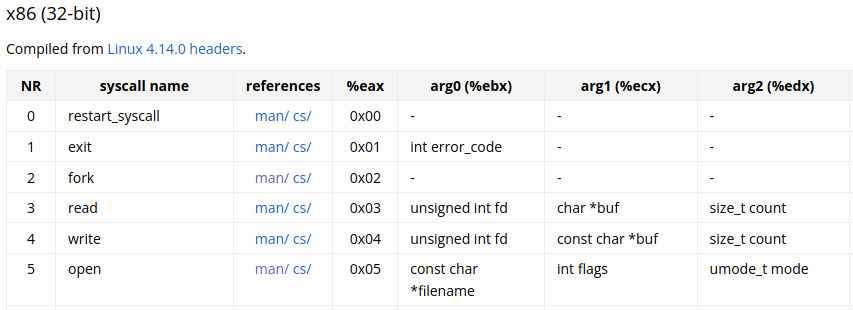 x86 (32-bit)
Compiled from Linux 4.14.0 headers.
NR syscall name references %eax arg0 (%ebx) arg1 (%ecx) arg2 (%edx)
0 restart_syscall man/ cs/ 0x00 - - -
1 exit man/ cs/ 0x01 int error_code - -
2 fork man/ cs/ 0x02 - - -
3 read man/ cs/ 0x03 unsigned int fd char *buf size_t count
4 write man/ cs/ 0x04 unsigned int fd const char *buf size_t count
5 open man/ cs/ 0x05 const char int flags umode_t mode
*filename